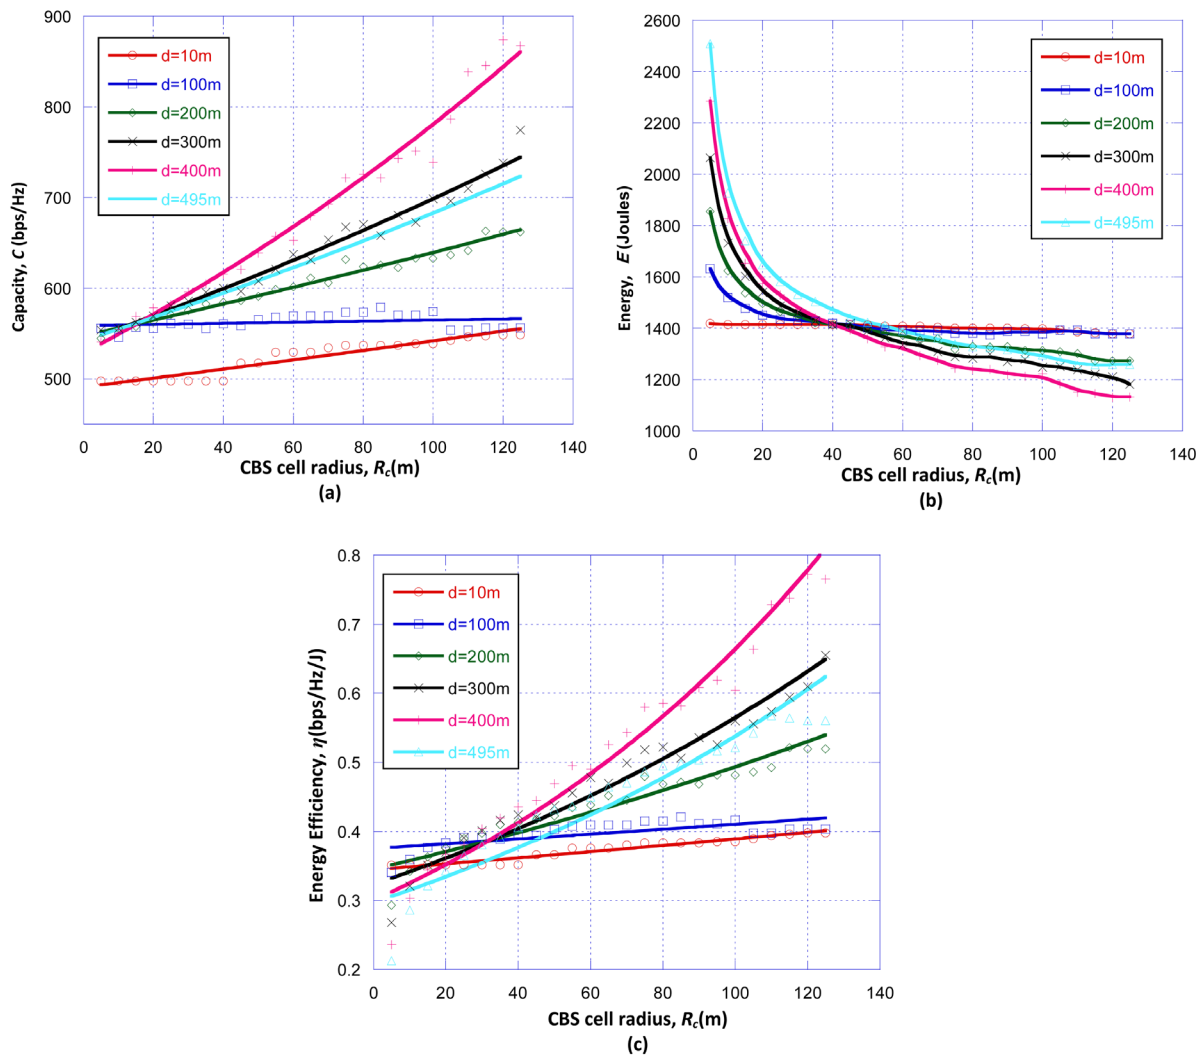 900
800
700
600
500
Capacity, C (bps/Hz)
d=10m
d=100m
d=200m
d=300m
d=400m
d=495m
0 20 40 60 80 100 120 140
CBS cell radius, Rc(m)
(a)
2600
2400
2200
2000
1800
1600
1400
1200
1000
Energy, E (Joules)
d=10m
d=100m
d=200m
d=300m
d=400m
d=495m
0 20 40 60 80 100 120 140
CBS cell radius, Rc(m)
(b)
0.8
0.7
0.6
0.5
0.4
0.3
0.2
Energy Efficiency, η(bps/Hz/J)
d=10m
d=100m
d=200m
d=300m
d=400m
d=495m
0 20 40 60 80 100 120 140
CBS cell radius, Rc(m)
(c)